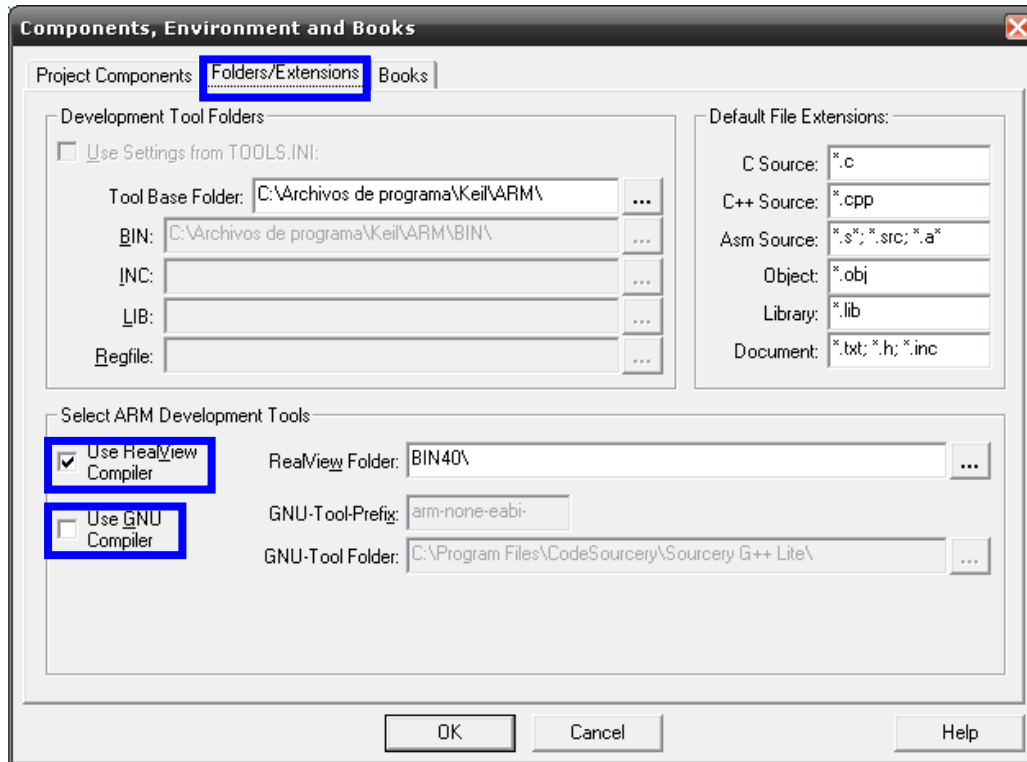 Components, Environment and Books
Project Components Folders/Extensions Books
Development Tool Folders
Use Settings from TOOLS.INI:
Tool Base Folder: C:\Archivos de programa\Keil\ARM\ ...
BIN: C:\Archivos de programa\Keil\ARM\BIN\ ...
INC: ...
LIB: ...
Regfile: ...
Default File Extensions:
C Source: *.c
C++ Source: *.cpp
Asm Source: *.s*; *.src; *.a*
Object: *.obj
Library: *.lib
Document: *.txt; *.h; *.inc
Select ARM Development Tools
Use RealView
Compiler
RealView Folder: BIN40\ ...
Use GNU
Compiler
GNU-Tool-Prefix: arm-none-eabi-
GNU-Tool Folder: C:\Program Files\CodeSourcery\Sourcery G++ Lite\ ...
OK Cancel Help